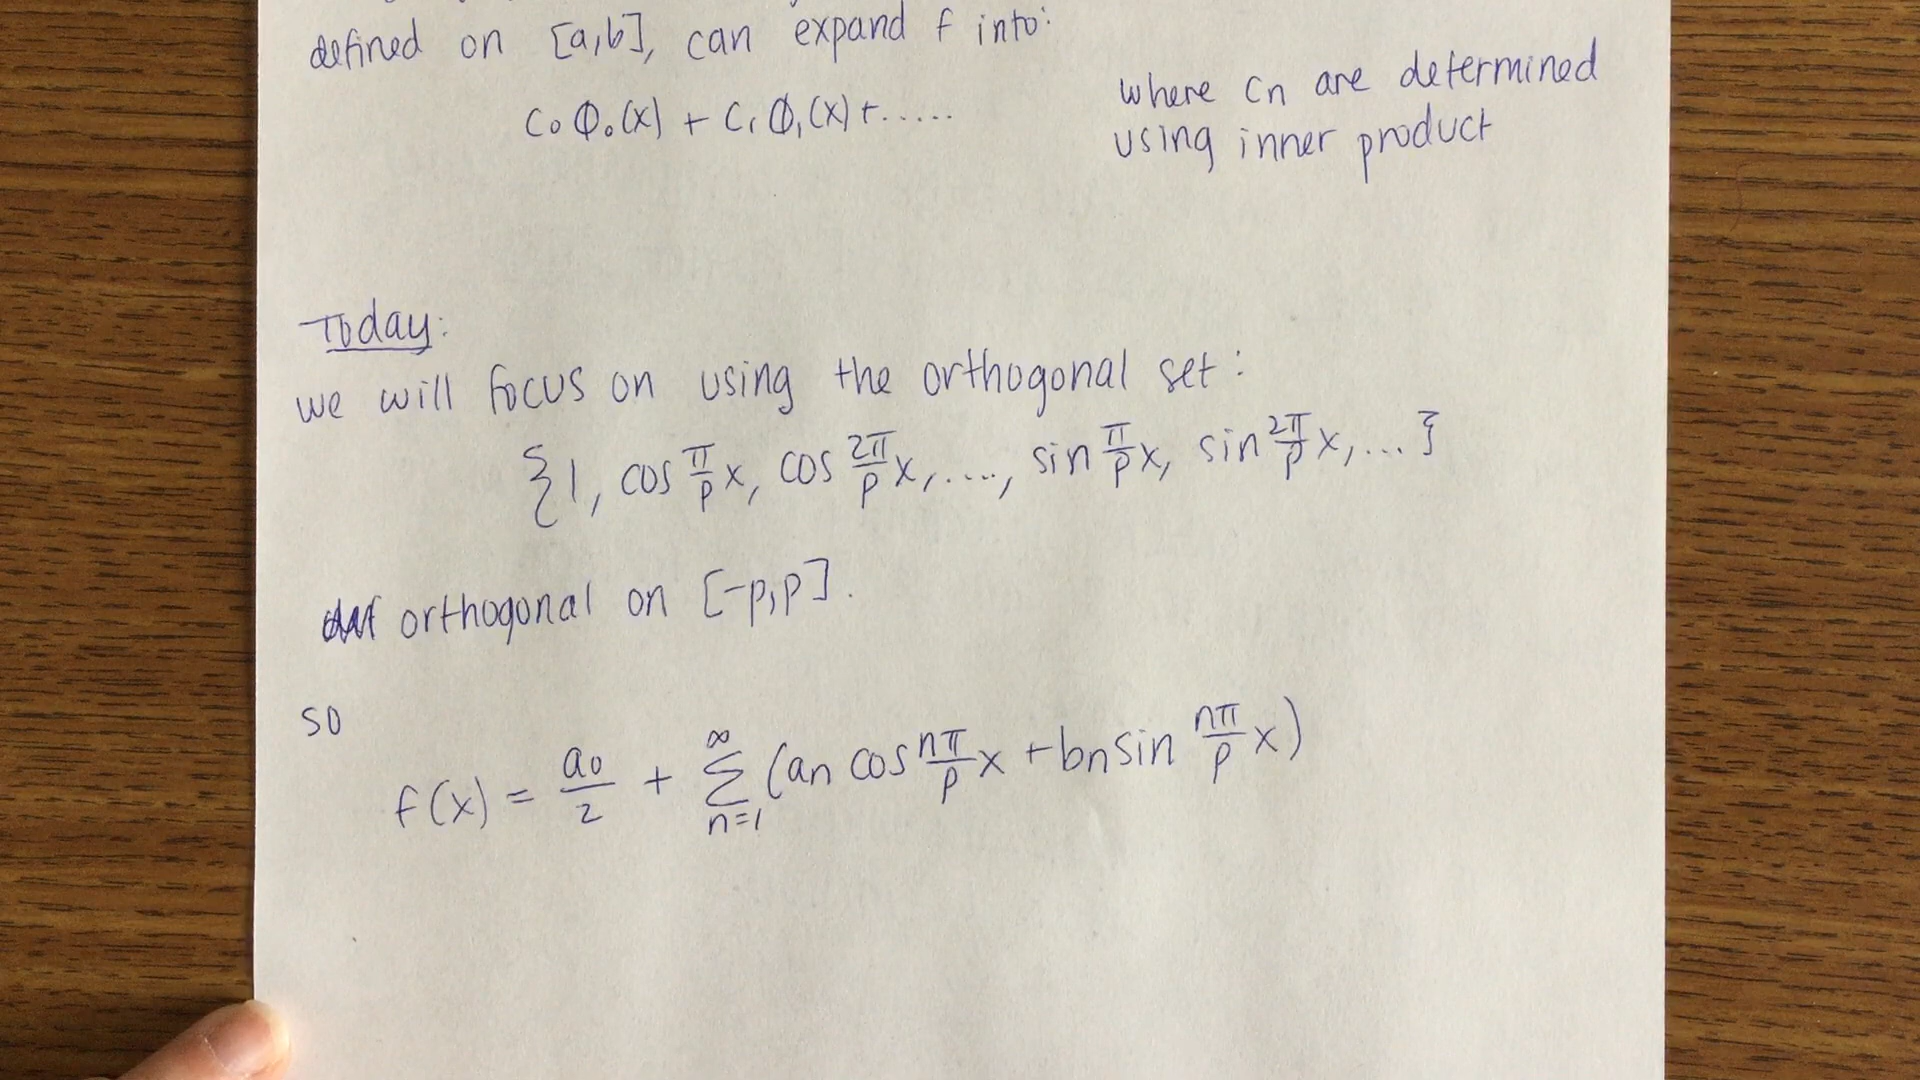 defined on [a,b], can expand f into:
c₀ϕ₀(x) + c₁ϕ₁(x) + .....
where cn are determined
using inner product
Today:
we will focus on using the orthogonal set:
{1, cos π/p x, cos 2π/p x, ...., sin π/p x, sin 2π/p x, ...}
orthogonal on [-p,p].
so
f(x) = a₀/2 + ∞Σn=1 (an cos nπ/p x + bn sin nπ/p x)